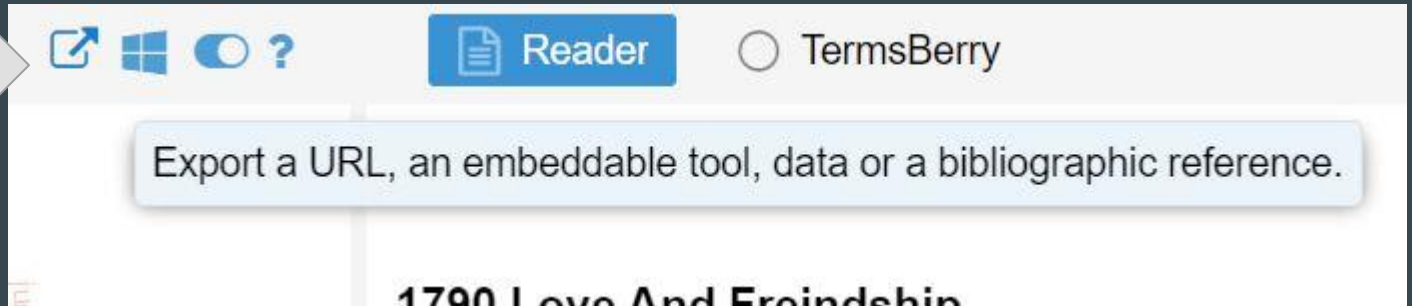 ? Reader TermsBerry
Export a URL, an embeddable tool, data or a bibliographic reference.
1790 Love And Freindship